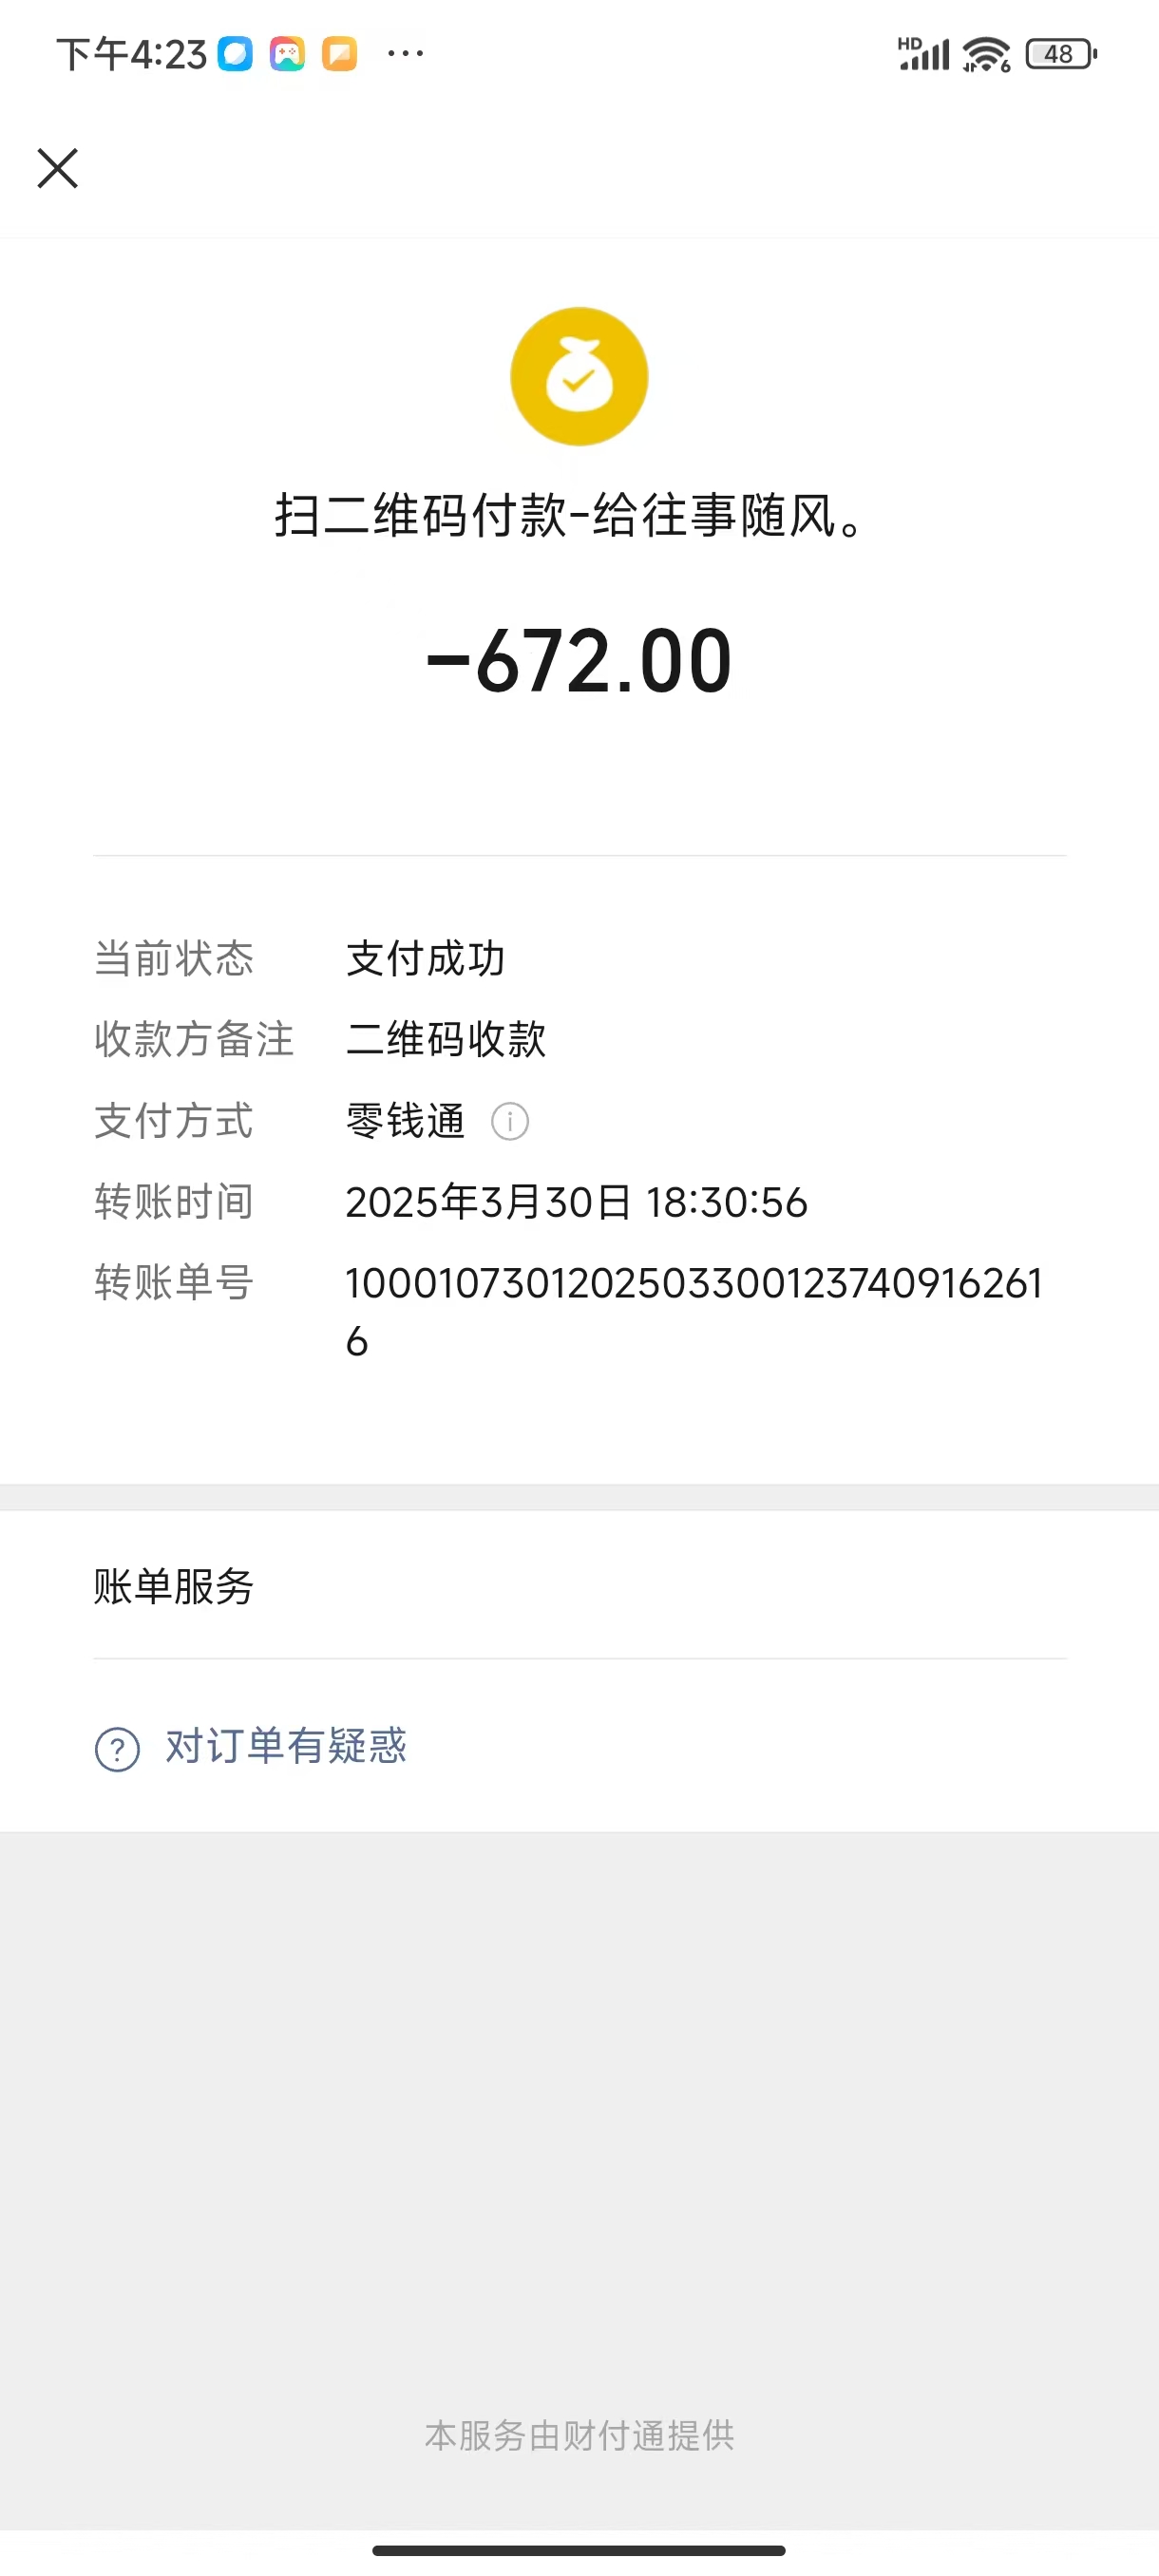 下午4:23
HD
6
48
扫二维码付款-给往事随风。
-672.00
当前状态 支付成功
收款方备注 二维码收款
支付方式 零钱通
转账时间 2025年3月30日 18:30:56
转账单号 100010730120250330012374091626​1
6
账单服务
对订单有疑惑
本服务由财付通提供